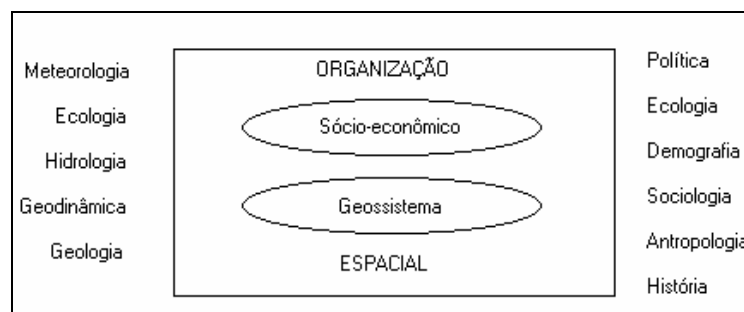 Meteorologia
Ecologia
Hidrologia
Geodinâmica
Geologia
ORGANIZAÇÃO
Sócio-econômico
Geossistema
ESPACIAL
Política
Ecologia
Demografia
Sociologia
Antropologia
História